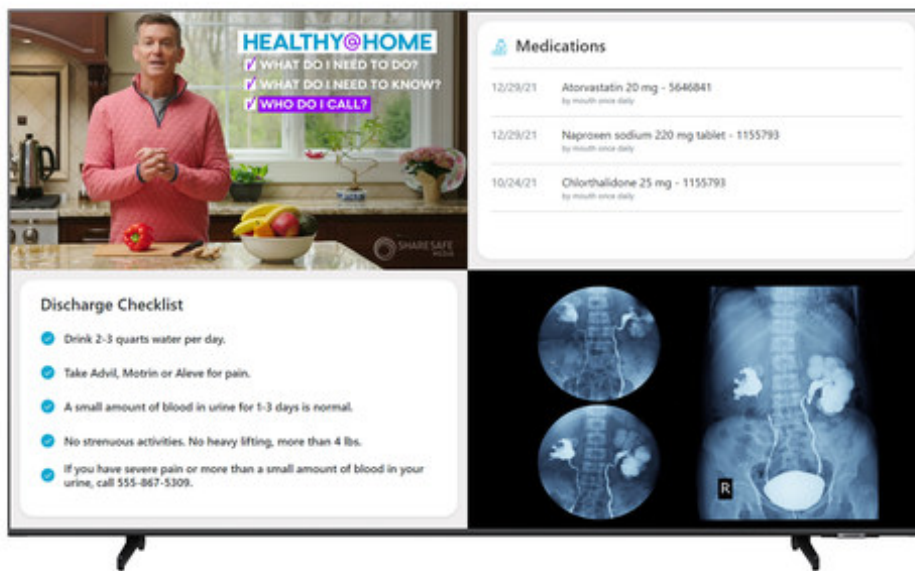 HEALTHY@HOME
WHAT DO I NEED TO DO?
WHAT DO I NEED TO KNOW?
WHO DO I CALL?
SHARESAFE
MEDIA
Medications
12/29/21 Atorvastatin 20 mg - 5646841
by mouth once daily
12/29/21 Naproxen sodium 220 mg tablet - 1155793
by mouth once daily
10/24/21 Chlorthalidone 25 mg - 1155793
by mouth once daily
Discharge Checklist
Drink 2-3 quarts water per day.
Take Advil, Motrin or Aleve for pain.
A small amount of blood in urine for 1-3 days is normal.
No strenuous activities. No heavy lifting, more than 4 lbs.
If you have severe pain or more than a small amount of blood in your
urine, call 555-867-5309.
R